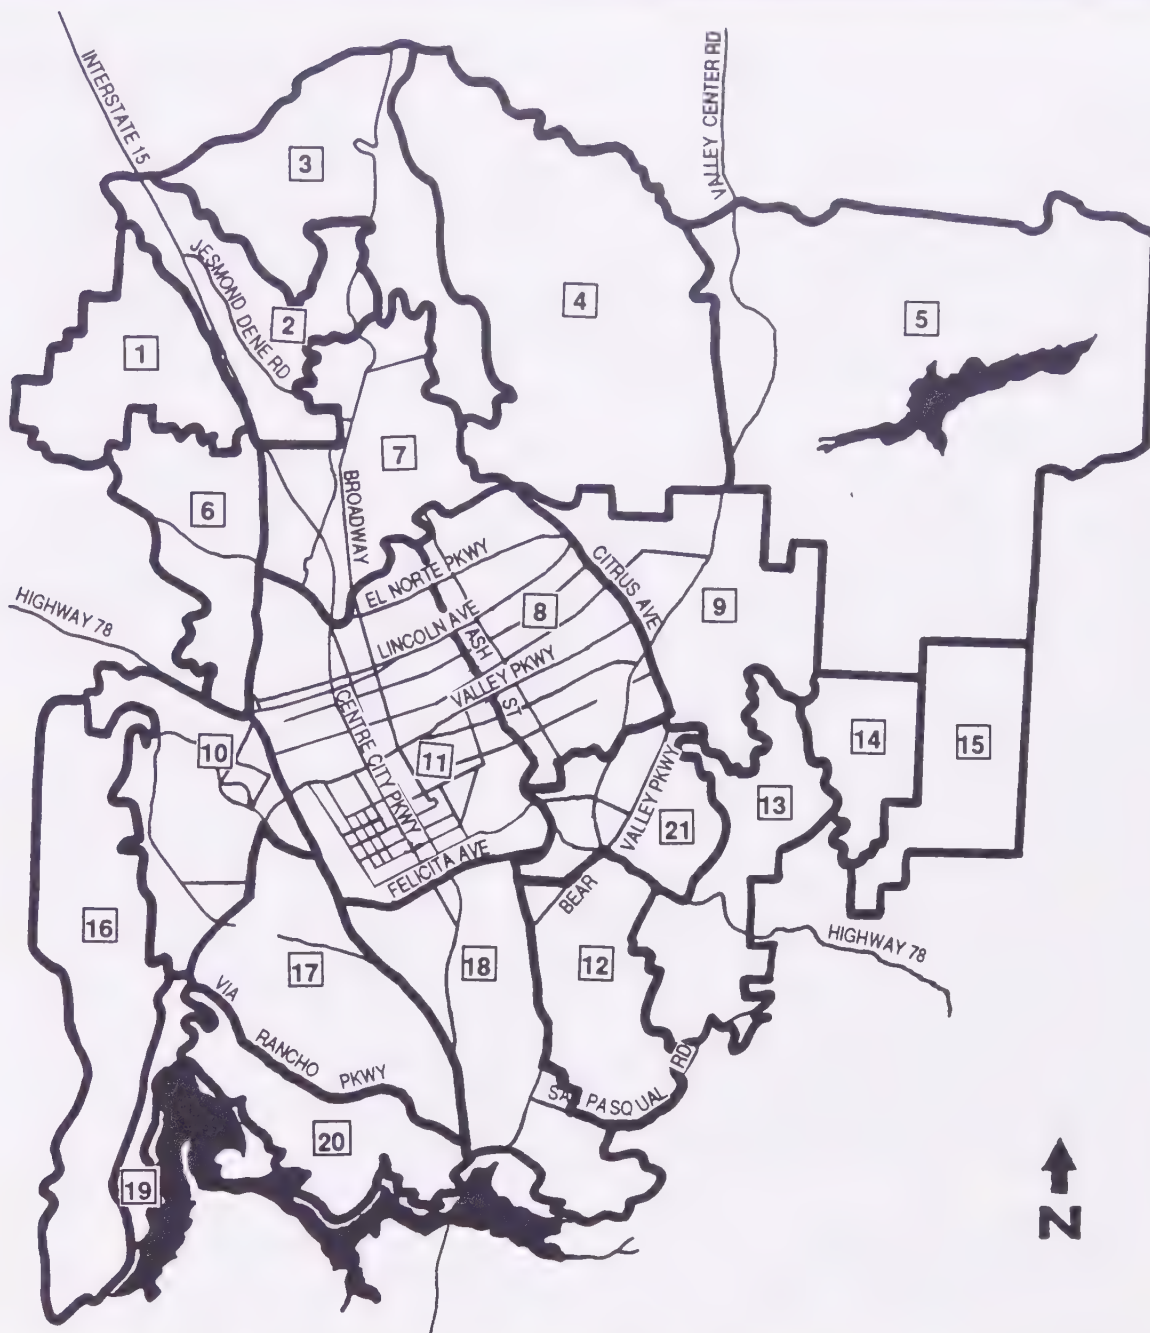 INTERSTATE 15
VALLEY CENTER RD
3
JESMOND DENE RD
4
5
2
1
7
BROADWAY
6
EL NORTE PKWY
CITRUS AVE
HIGHWAY 78
LINCOLN AVE
8
9
ASH ST
VALLEY PKWY
CENTRE CITY PKWY
10
11
14
15
VALLEY PKWY
13
21
FELICITA AVE
BEAR
16
HIGHWAY 78
17
18
12
VIA RANCHO PKWY
SA PASQUAL RD
20
19
N